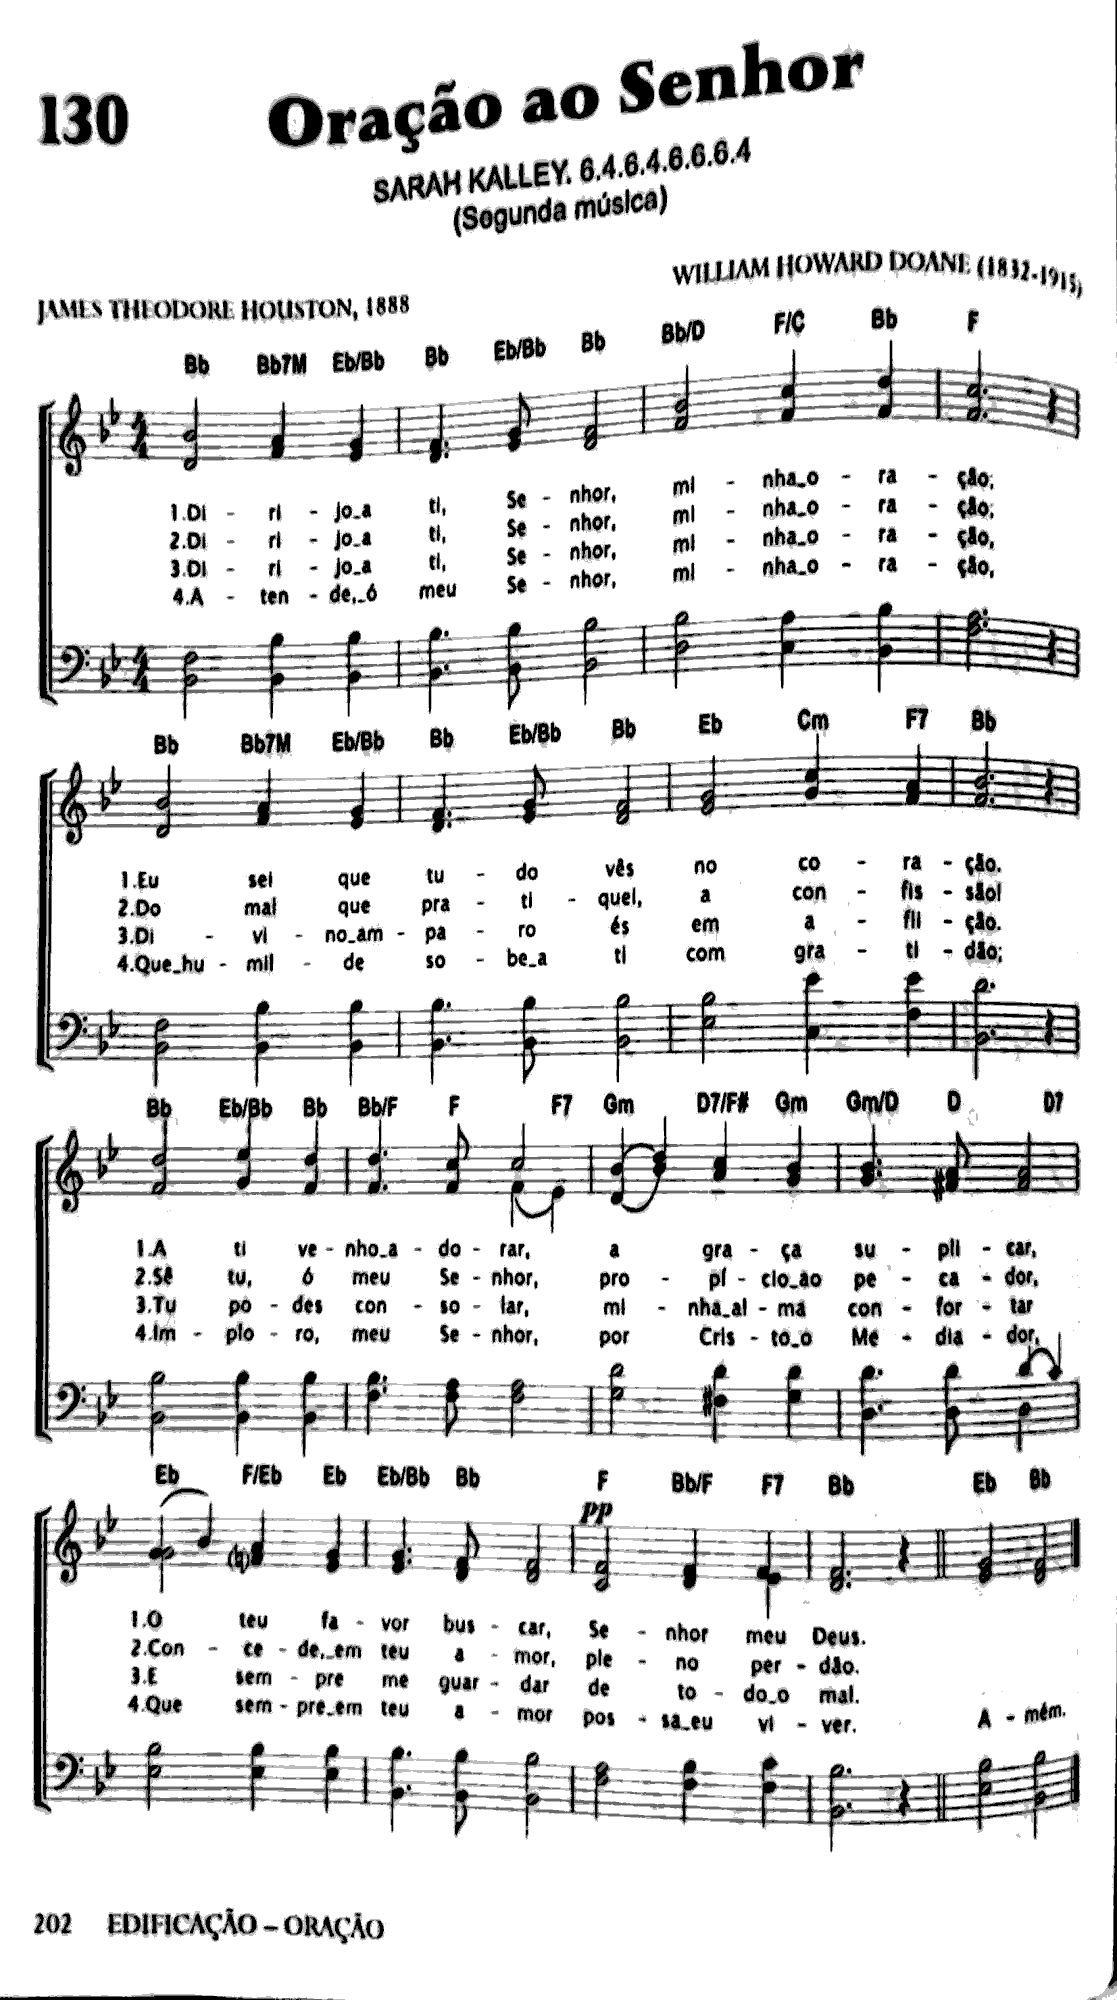 130 Oração ao Senhor
SARAH KALLEY. 6.4.6.4.6.6.6.4
(Segunda música)
WILLIAM HOWARD DOANE (1832-1915)
JAMES THEODORE HOUSTON, 1888
Bb Bb7M Eb/Bb Bb Eb/Bb Bb Bb/D F/C Bb F
1.Di - ri - jo_a ti, Se - nhor, mi - nha_o - ra - ção;
2.Di - ri - jo_a ti, Se - nhor, mi - nha_o - ra - ção;
3.Di - ri - jo_a ti, Se - nhor, mi - nha_o - ra - ção,
4.A - ten - de,_ó meu Se - nhor, mi - nha_o - ra - ção,
Bb Bb7M Eb/Bb Bb Eb/Bb Bb Eb Cm F7 Bb
1.Eu sei que tu - do vês no co - ra - ção.
2.Do mal que pra - ti - quei, a con - fis - são!
3.Di - vi - no_am - pa - ro és em a - fli - ção.
4.Que_hu - mil - de so - be_a ti com gra - ti - dão;
Bb Eb/Bb Bb Bb/F F F7 Gm D7/F# Gm Gm/D D D7
1.A ti ve - nho_a - do - rar, a gra - ça su - pli - car,
2.Sê tu, ó meu Se - nhor, pro - pí - cio_ao pe - ca - dor,
3.Tu po - des con - so - lar, mi - nha_al - ma con - for - tar
4.Im - plo - ro, meu Se - nhor, por Cris - to_o Me - dia - dor,
Eb F/Eb Eb Eb/Bb Bb F Bb/F F7 Bb Eb Bb
pp
1.O teu fa - vor bus - car, Se - nhor meu Deus.
2.Con - ce - de,_em teu a - mor, ple - no per - dão.
3.E sem - pre me guar - dar de to - do_o mal.
4.Que sem - pre_em teu a - mor pos - sa_eu vi - ver. A - mém.
202 EDIFICAÇÃO – ORAÇÃO